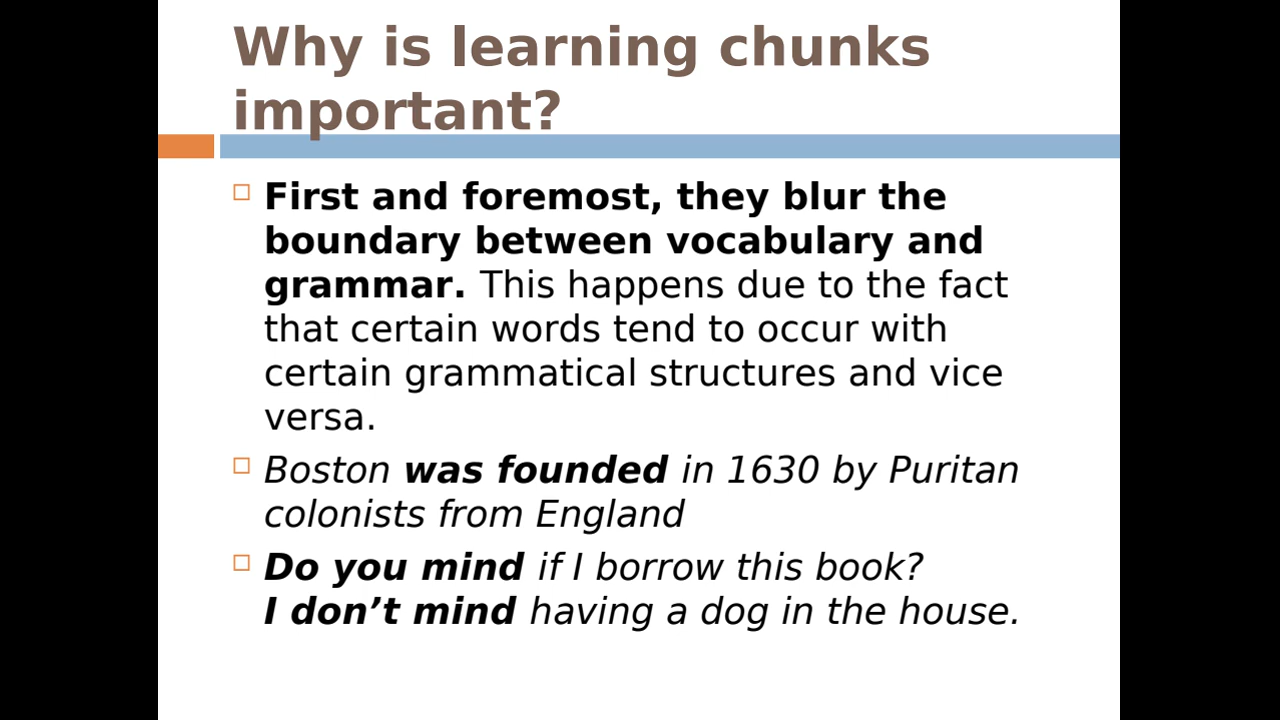 Why is learning chunks
important?
First and foremost, they blur the
boundary between vocabulary and
grammar. This happens due to the fact
that certain words tend to occur with
certain grammatical structures and vice
versa.
Boston was founded in 1630 by Puritan
colonists from England
Do you mind if I borrow this book?
I don’t mind having a dog in the house.